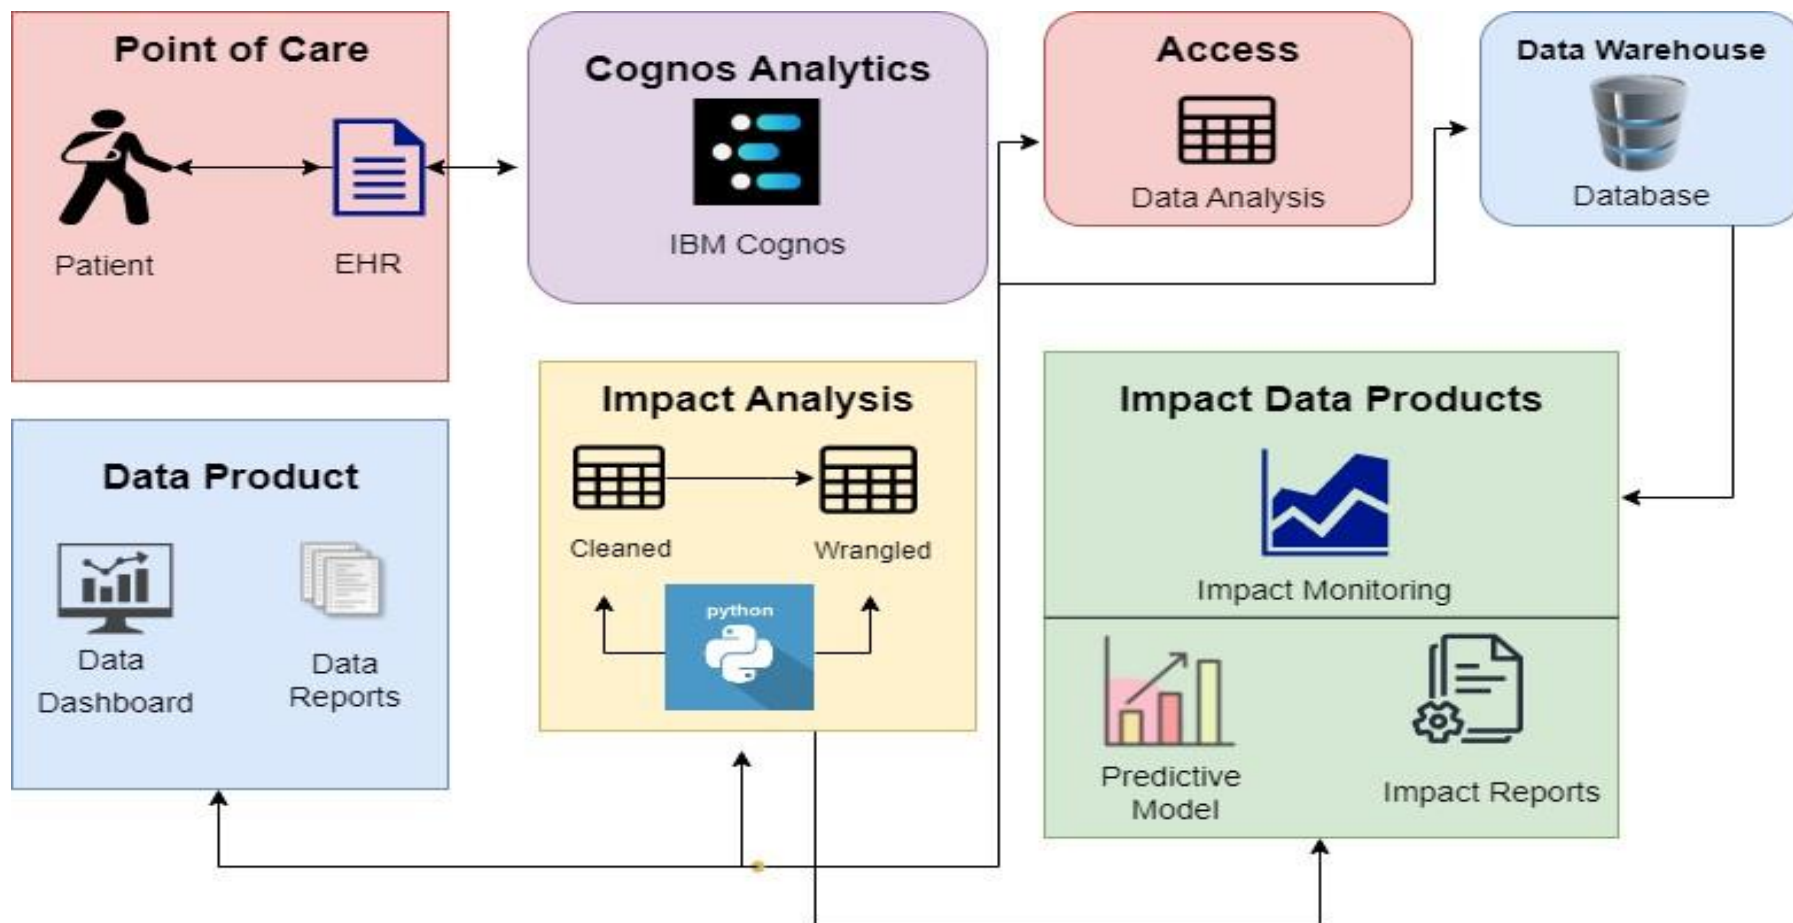 Point of Care
Patient
EHR
Cognos Analytics
IBM Cognos
Access
Data Analysis
Data Warehouse
Database
Data Product
Data
Dashboard
Data
Reports
Impact Analysis
Cleaned
Wrangled
python
Impact Data Products
Impact Monitoring
Predictive
Model
Impact Reports